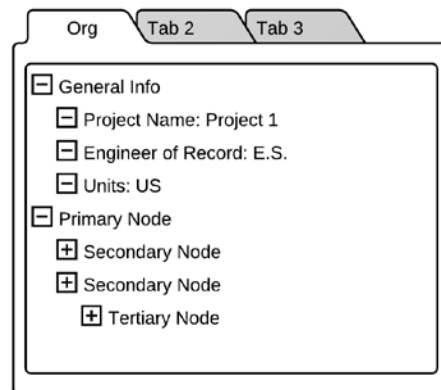 Org Tab 2 Tab 3
General Info
Project Name: Project 1
Engineer of Record: E.S.
Units: US
Primary Node
Secondary Node
Secondary Node
Tertiary Node